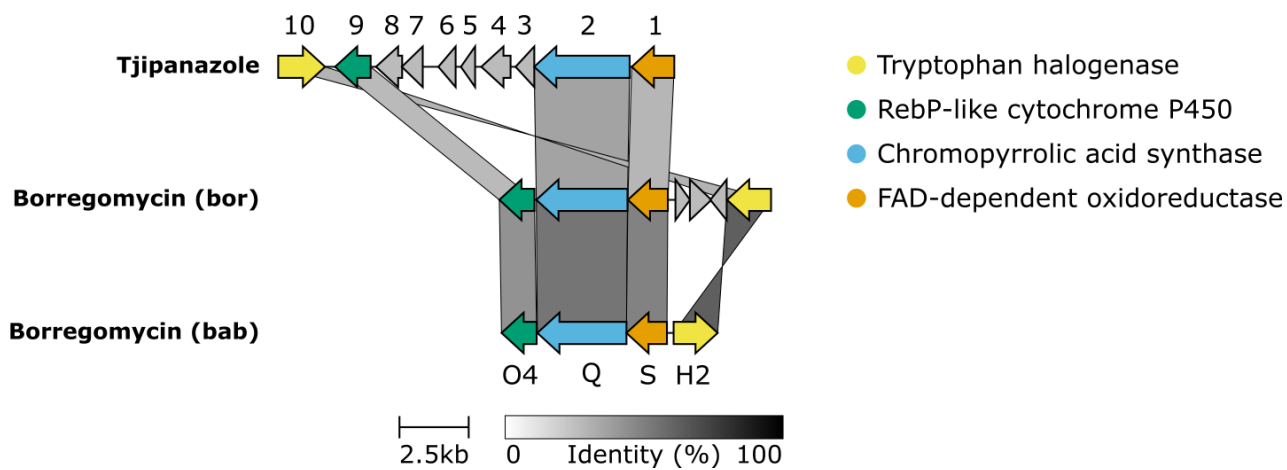 10 9 8 7 6 5 4 3 2 1
Tjipanazole
Borregomycin (bor)
Borregomycin (bab)
O4 Q S H2
2.5kb
0 Identity (%) 100
Tryptophan halogenase
RebP-like cytochrome P450
Chromopyrrolic acid synthase
FAD-dependent oxidoreductase